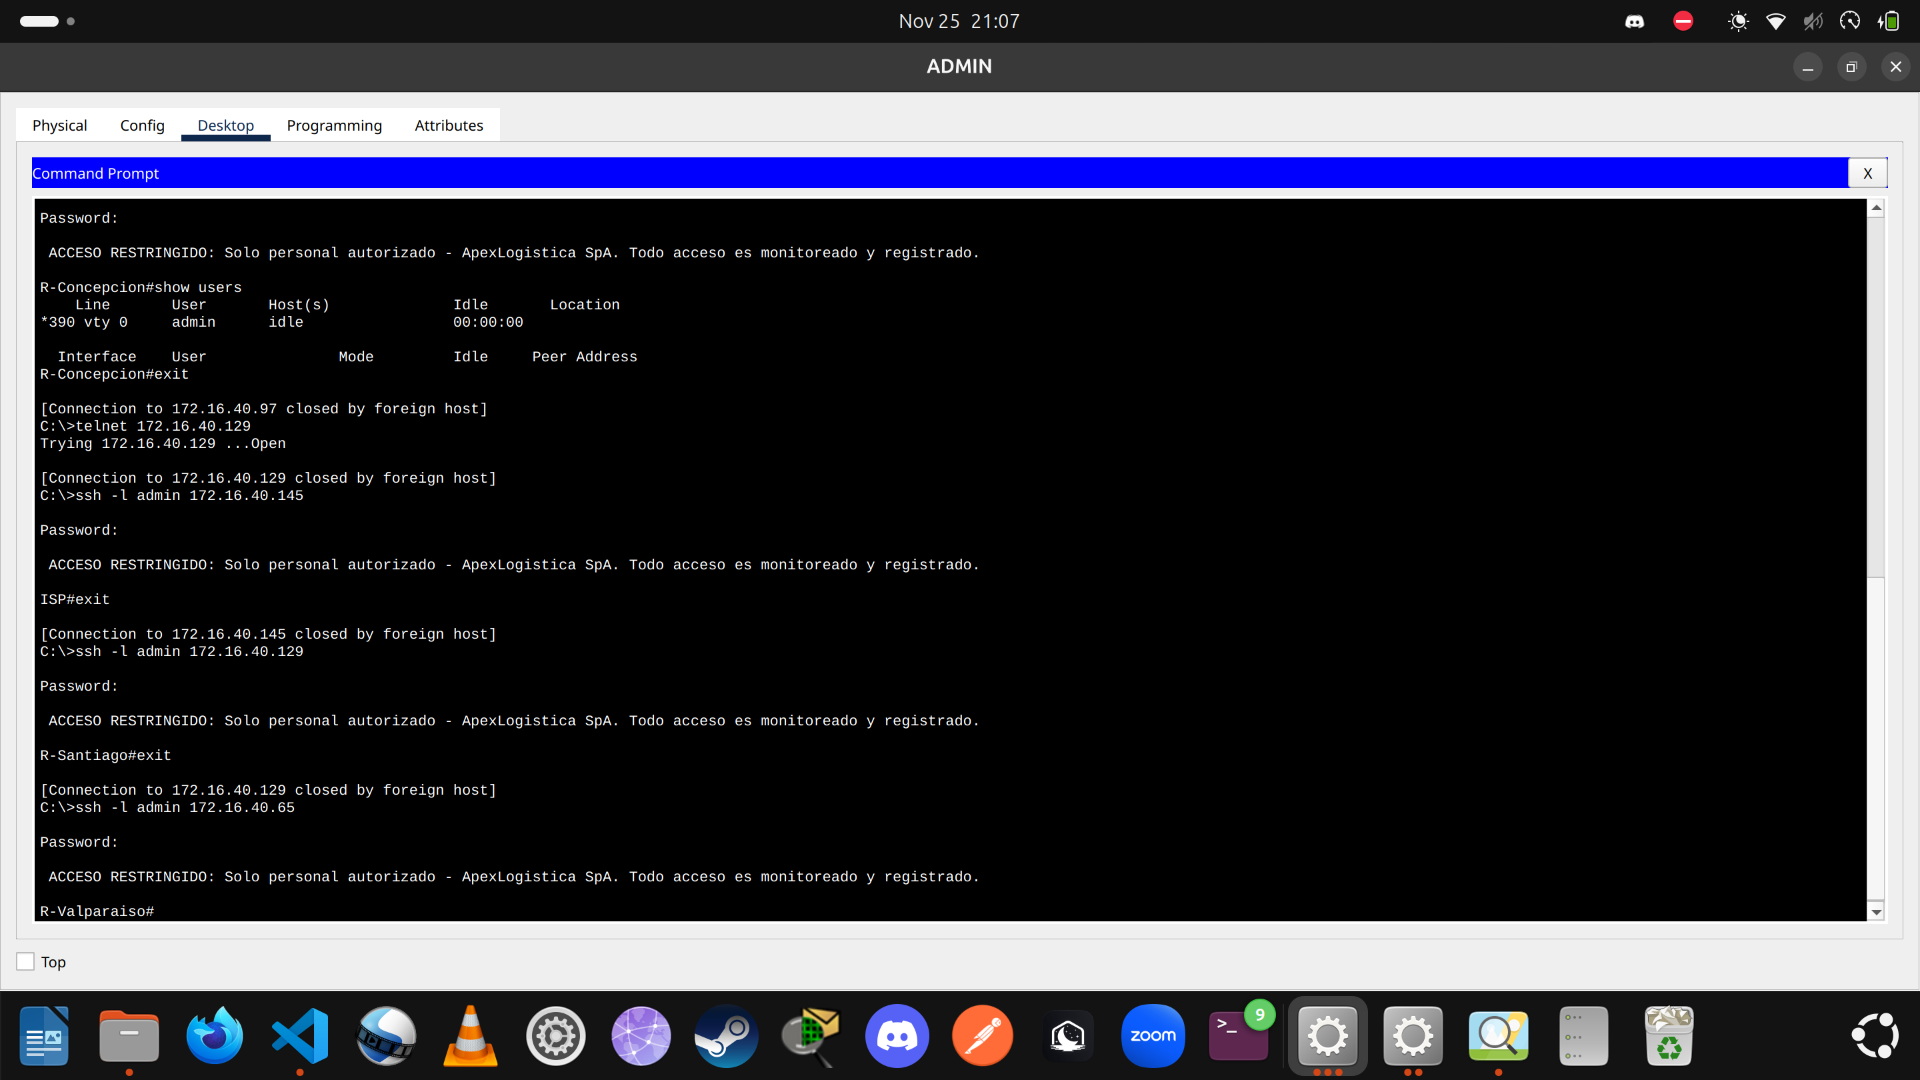 Nov 25 21:07
ADMIN
Physical Config Desktop Programming Attributes
Command Prompt X
Password:
ACCESO RESTRINGIDO: Solo personal autorizado - ApexLogistica SpA. Todo acceso es monitoreado y registrado.
R-Concepcion#show users
Line User Host(s) Idle Location
*390 vty 0 admin idle 00:00:00
Interface User Mode Idle Peer Address
R-Concepcion#exit
[Connection to 172.16.40.97 closed by foreign host]
C:\>telnet 172.16.40.129
Trying 172.16.40.129 ...Open
[Connection to 172.16.40.129 closed by foreign host]
C:\>ssh -l admin 172.16.40.145
Password:
ACCESO RESTRINGIDO: Solo personal autorizado - ApexLogistica SpA. Todo acceso es monitoreado y registrado.
ISP#exit
[Connection to 172.16.40.145 closed by foreign host]
C:\>ssh -l admin 172.16.40.129
Password:
ACCESO RESTRINGIDO: Solo personal autorizado - ApexLogistica SpA. Todo acceso es monitoreado y registrado.
R-Santiago#exit
[Connection to 172.16.40.129 closed by foreign host]
C:\>ssh -l admin 172.16.40.65
Password:
ACCESO RESTRINGIDO: Solo personal autorizado - ApexLogistica SpA. Todo acceso es monitoreado y registrado.
R-Valparaiso#
Top
zoom
>_ 9